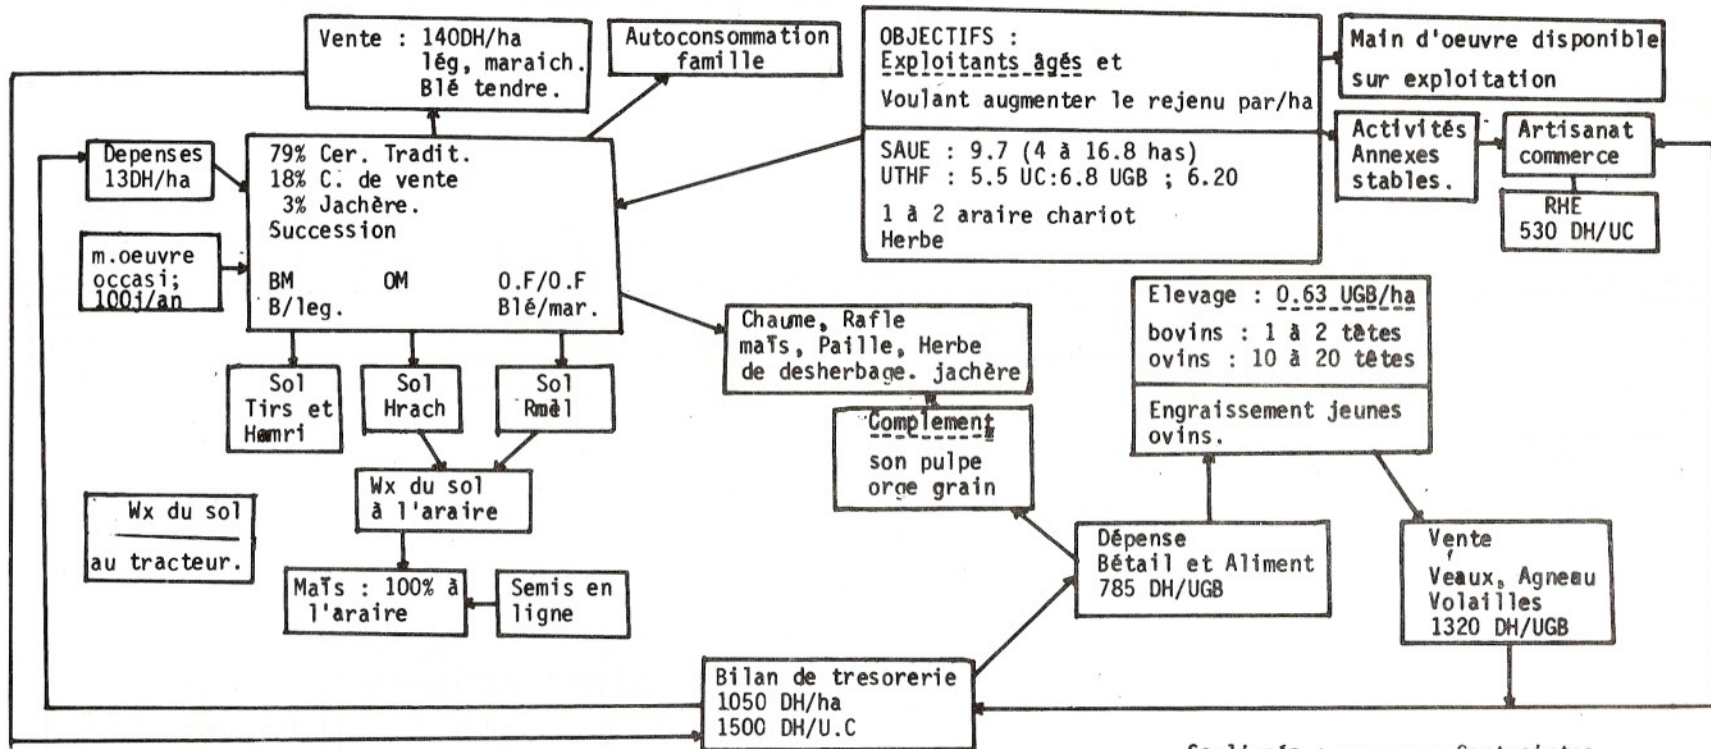 Vente : 140DH/ha
lég, maraich.
Blé tendre.
Autoconsommation
famille
OBJECTIFS :
Exploitants âgés et
Voulant augmenter le rejenu par/ha
SAUE : 9.7 (4 à 16.8 has)
UTHF : 5.5 UC:6.8 UGB ; 6.20
1 à 2 araire chariot
Herbe
Main d'oeuvre disponible
sur exploitation
Activités
Annexes
stables.
Artisanat
commerce
RHE
530 DH/UC
Depenses
13DH/ha
m.oeuvre
occasi;
100j/an
79% Cer. Tradit.
18% C. de vente
3% Jachère.
Succession
BM OM O.F/O.F
B/leg. Blé/mar.
Sol
Tirs et
Hamri
Sol
Hrach
Sol
Rmel
Wx du sol
à l'araire
Wx du sol
au tracteur.
Maïs : 100% à
l'araire
Semis en
ligne
Chaume, Rafle
maïs, Paille, Herbe
de desherbage. jachère
Complement
son pulpe
orge grain
Elevage : 0.63 UGB/ha
bovins : 1 à 2 têtes
ovins : 10 à 20 têtes
Engraissement jeunes
ovins.
Dépense
Bétail et Aliment
785 DH/UGB
Vente
Veaux, Agneau
Volailles
1320 DH/UGB
Bilan de tresorerie
1050 DH/ha
1500 DH/U.C